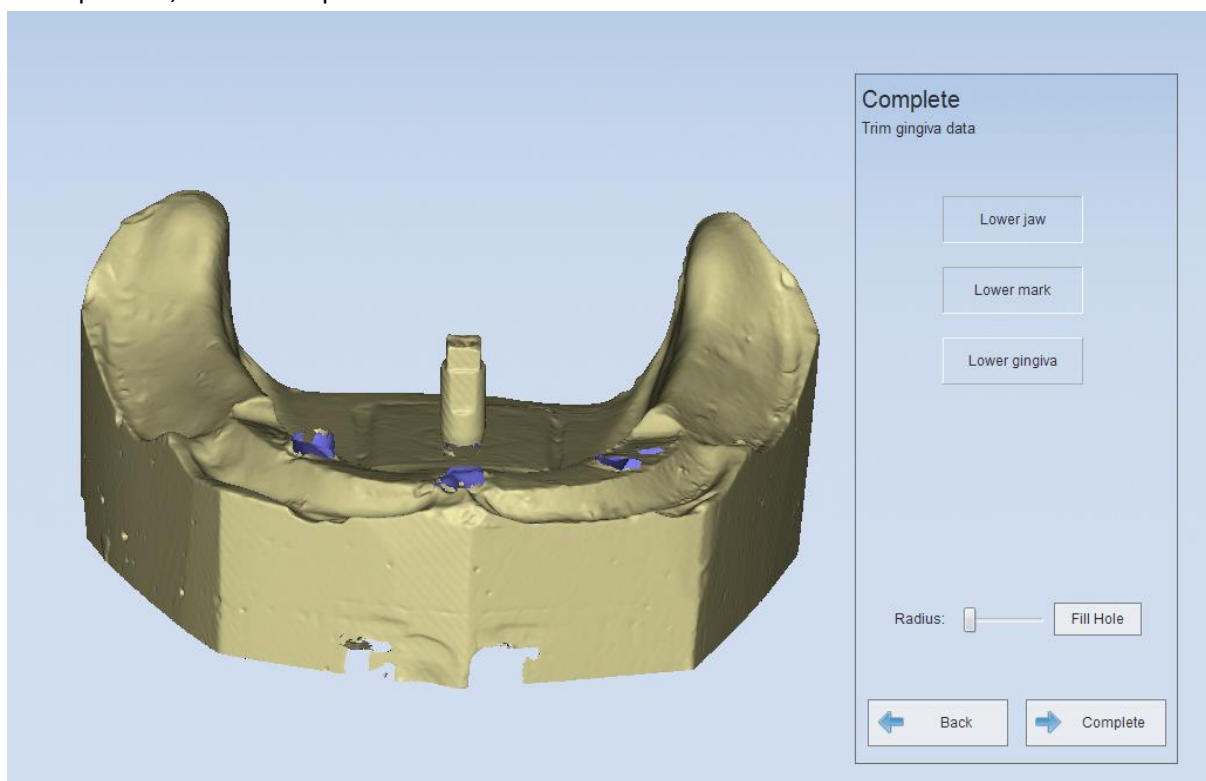 Complete
Trim gingiva data
Lower jaw
Lower mark
Lower gingiva
Radius:
Fill Hole
Back
Complete